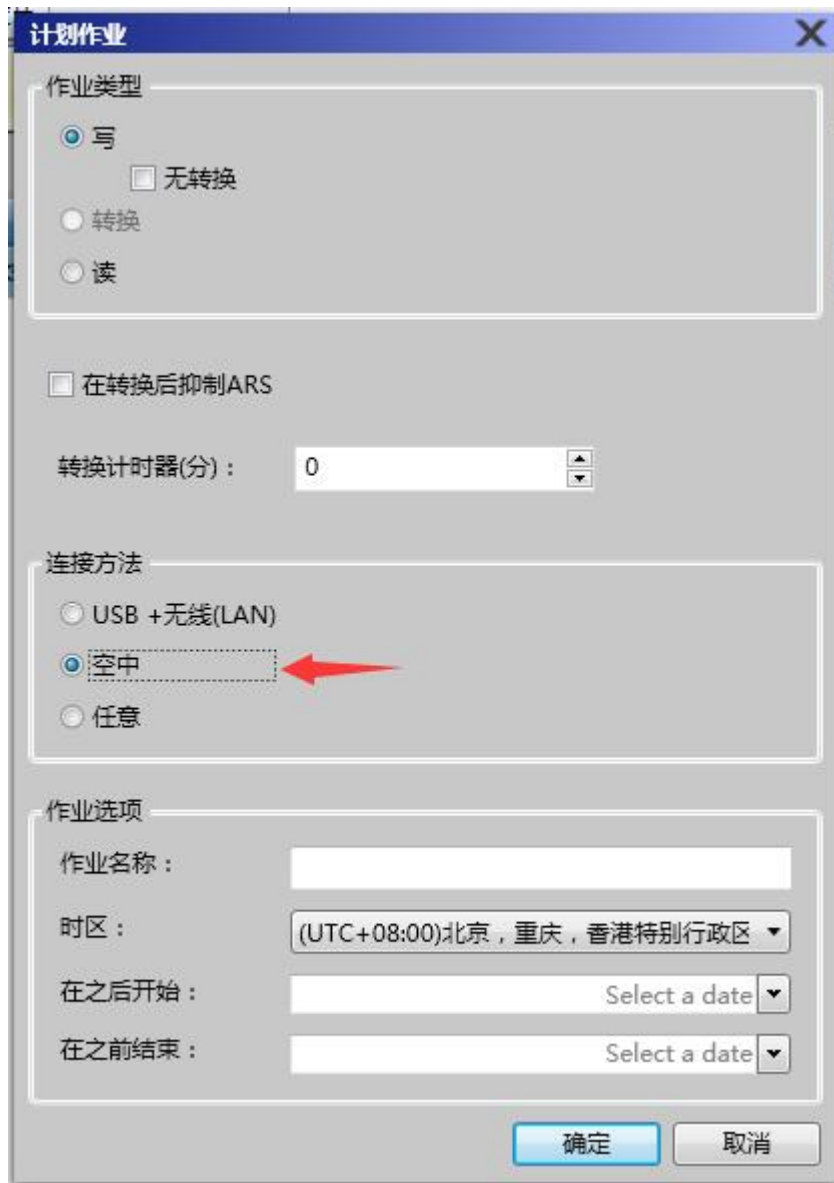 计划作业
作业类型
写
无转换
转换
读
在转换后抑制ARS
转换计时器(分)： 0
连接方法
USB +无线(LAN)
空中
任意
作业选项
作业名称：
时区： (UTC+08:00)北京，重庆，香港特别行政区
在之后开始： Select a date
在之前结束： Select a date
确定 取消